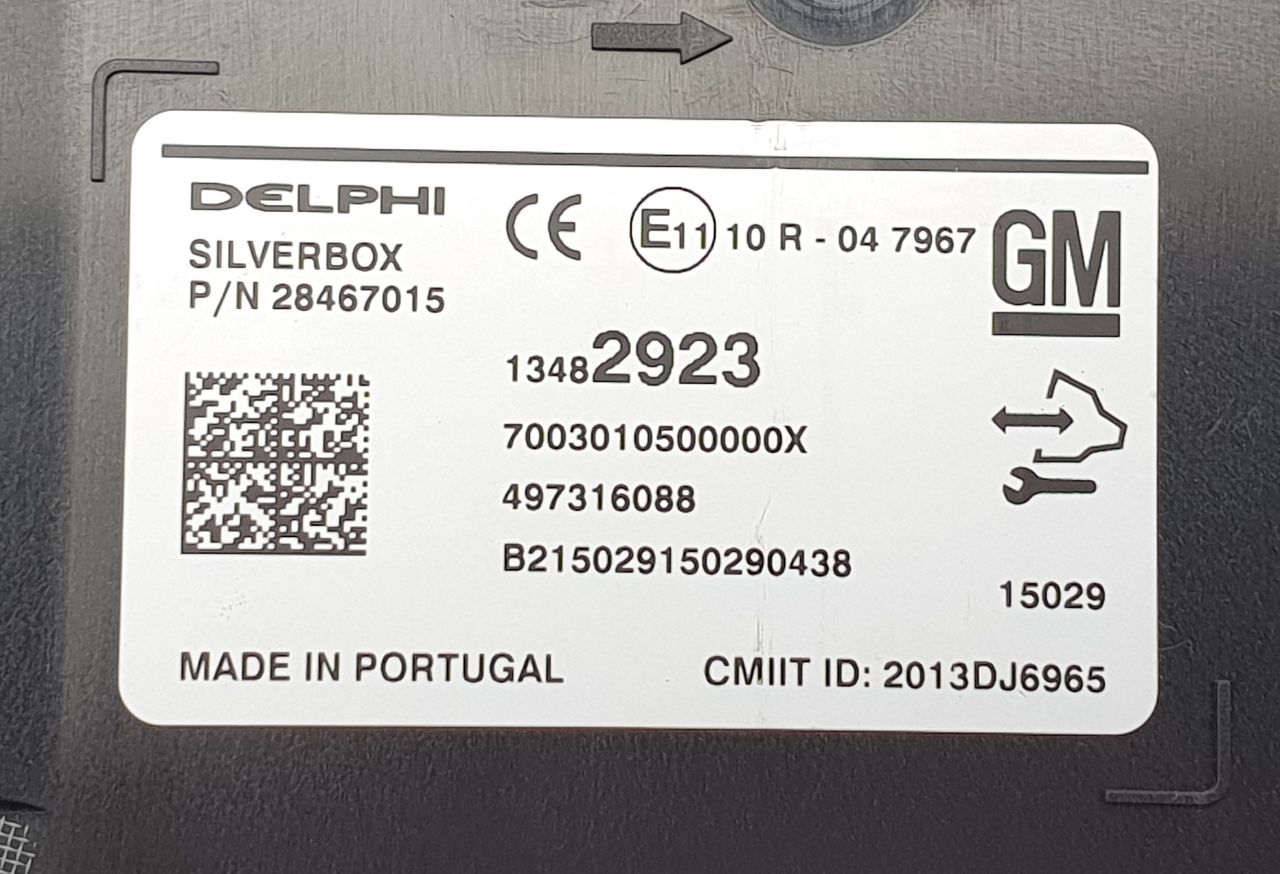 DELPHI
SILVERBOX
P/N 28467015
CE E11 10 R - 04 7967
GM
13482923
7003010500000X
497316088
B215029150290438
15029
MADE IN PORTUGAL
CMIIT ID: 2013DJ6965